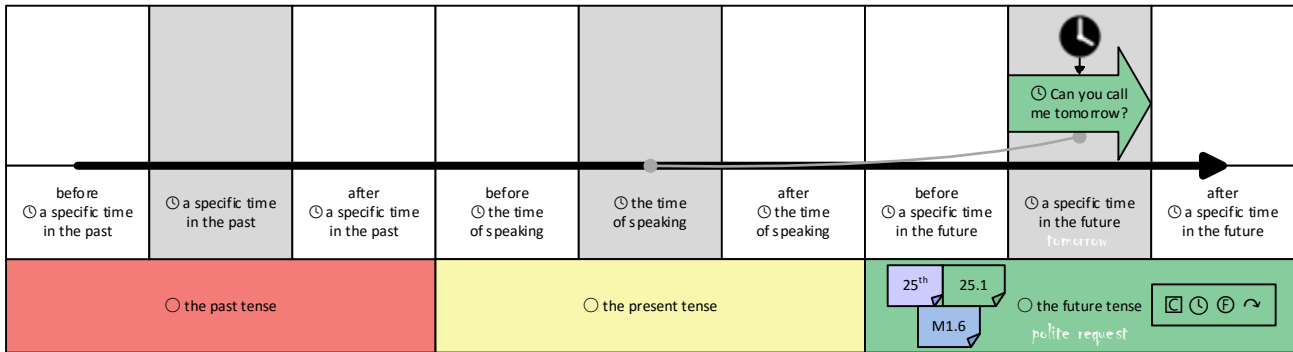 Can you call
me tomorrow?
before
a specific time
in the past
a specific time
in the past
after
a specific time
in the past
before
the time
of speaking
the time
of speaking
after
the time
of speaking
before
a specific time
in the future
a specific time
in the future
tomorrow
after
a specific time
in the future
the past tense
the present tense
25th
25.1
M1.6
the future tense
polite request
C F